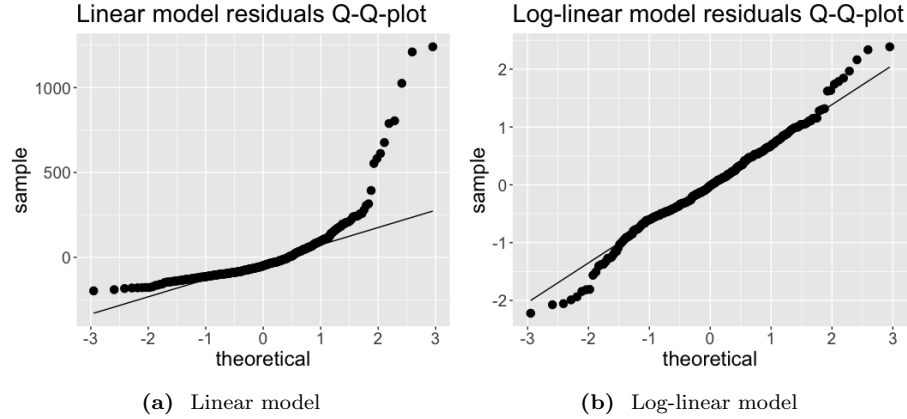 Linear model residuals Q-Q-plot
1000
500
0
sample
-3 -2 -1 0 1 2 3
theoretical
(a) Linear model
Log-linear model residuals Q-Q-plot
2
1
0
-1
-2
sample
-3 -2 -1 0 1 2 3
theoretical
(b) Log-linear model